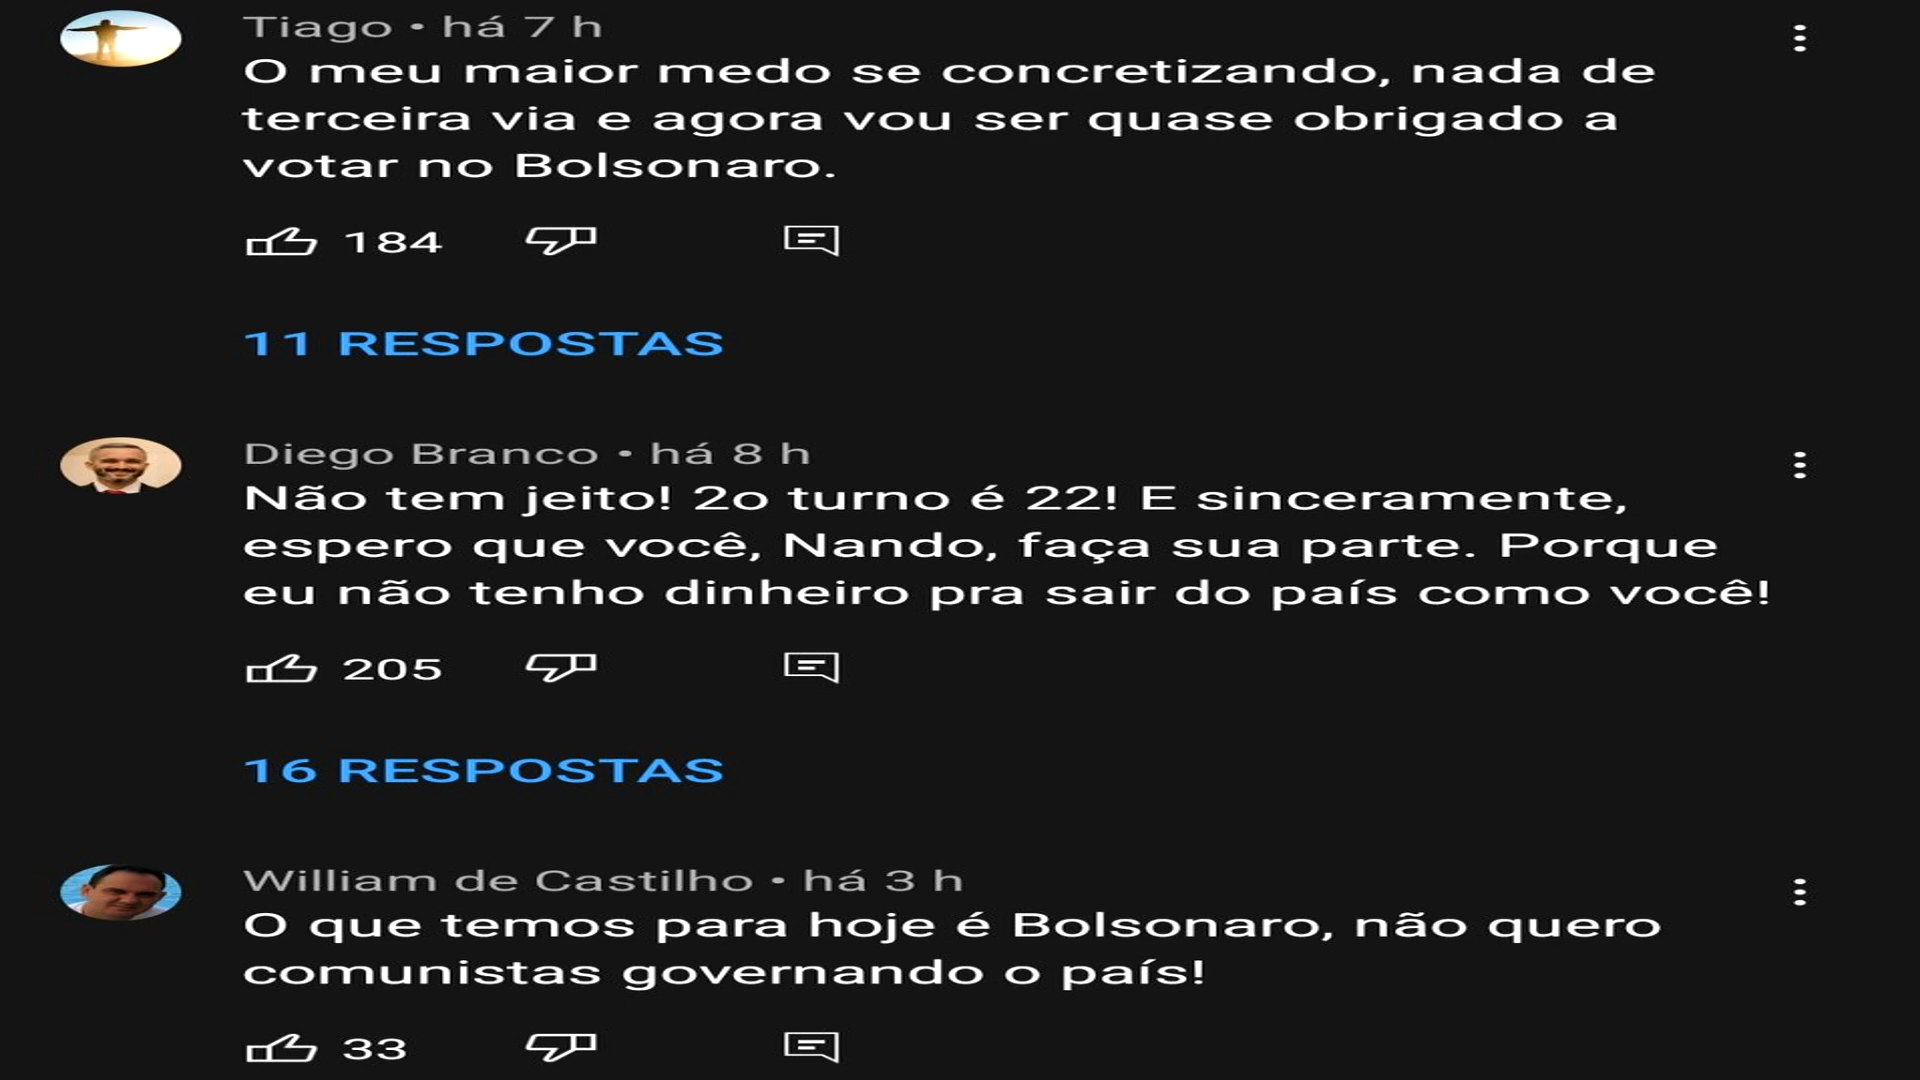 Tiago • há 7 h
O meu maior medo se concretizando, nada de
terceira via e agora vou ser quase obrigado a
votar no Bolsonaro.
184
11 RESPOSTAS
Diego Branco • há 8 h
Não tem jeito! 2o turno é 22! E sinceramente,
espero que você, Nando, faça sua parte. Porque
eu não tenho dinheiro pra sair do país como você!
205
16 RESPOSTAS
William de Castilho • há 3 h
O que temos para hoje é Bolsonaro, não quero
comunistas governando o país!
33